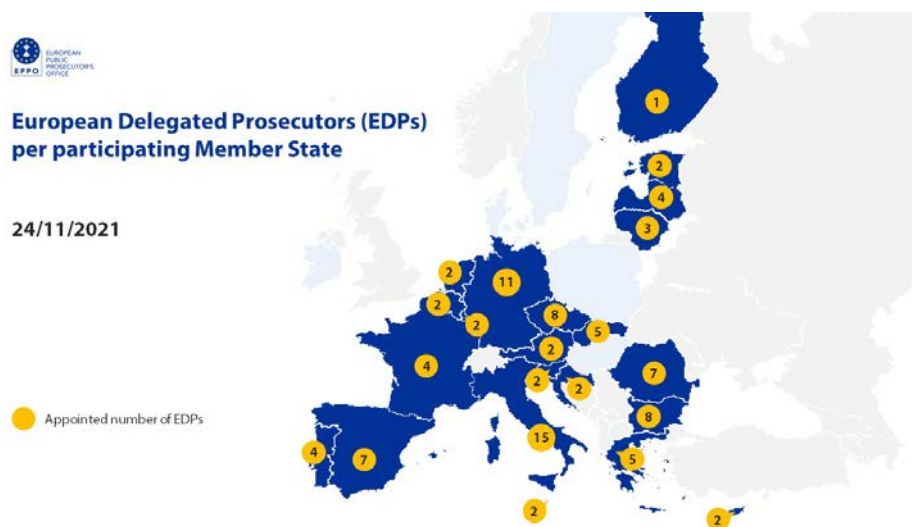 EUROPEAN
PUBLIC
PROSECUTOR'S
OFFICE
EPPO
European Delegated Prosecutors (EDPs)
per participating Member State
24/11/2021
1
2
4
3
2
11
2
8
2
5
2
4
2
2
7
8
15
4
7
5
2
2
Appointed number of EDPs